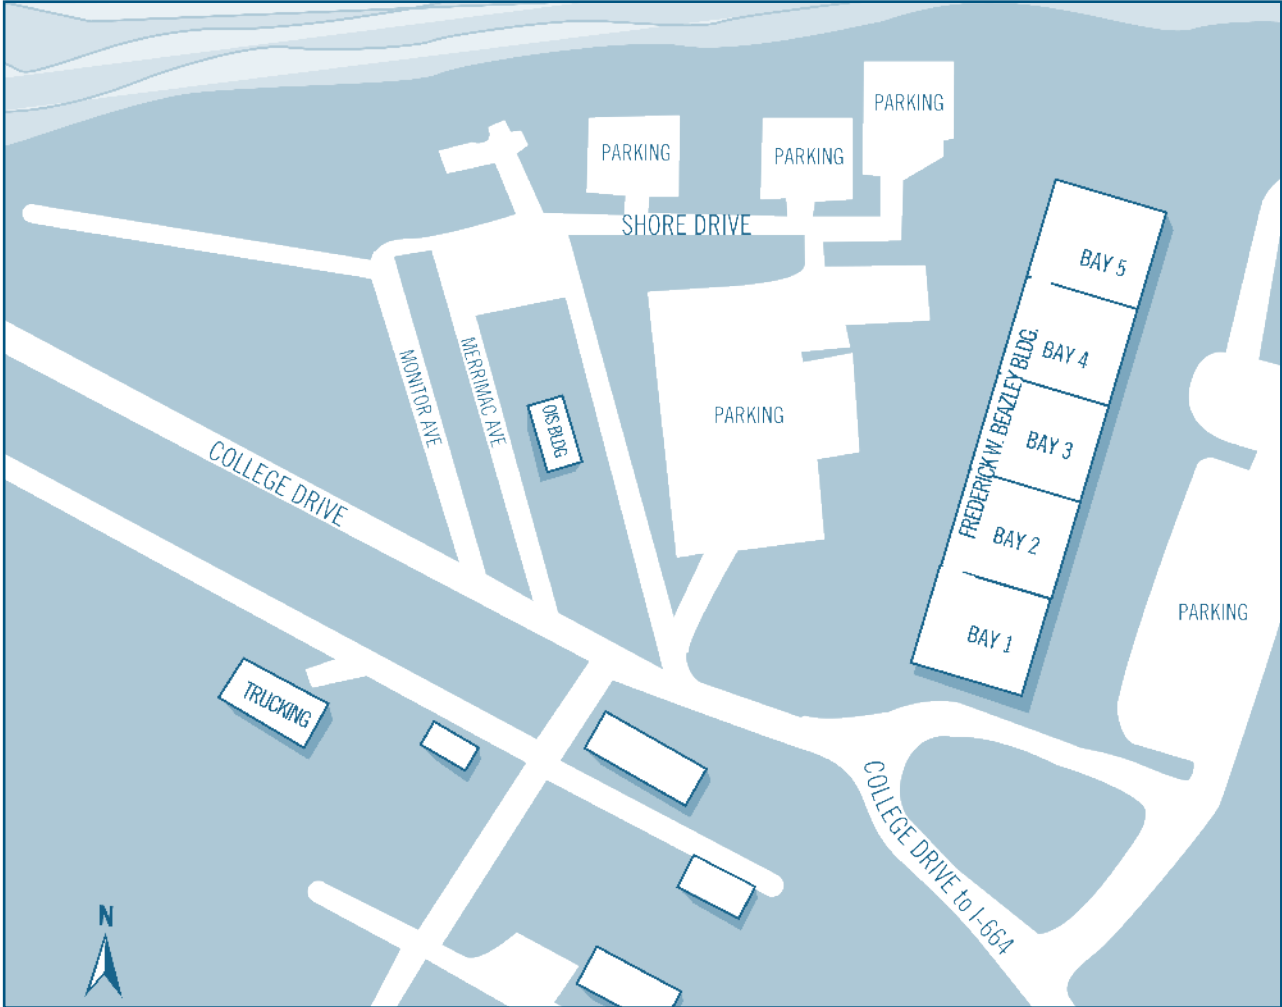 PARKING
PARKING
PARKING
SHORE DRIVE
BAY 5
BAY 4
BAY 3
BAY 2
BAY 1
FREDERICK W. BEAZLEY BLDG.
MONITOR AVE
MERRIMAC AVE
OIS BLDG
PARKING
COLLEGE DRIVE
PARKING
TRUCKING
COLLEGE DRIVE to I-664
N